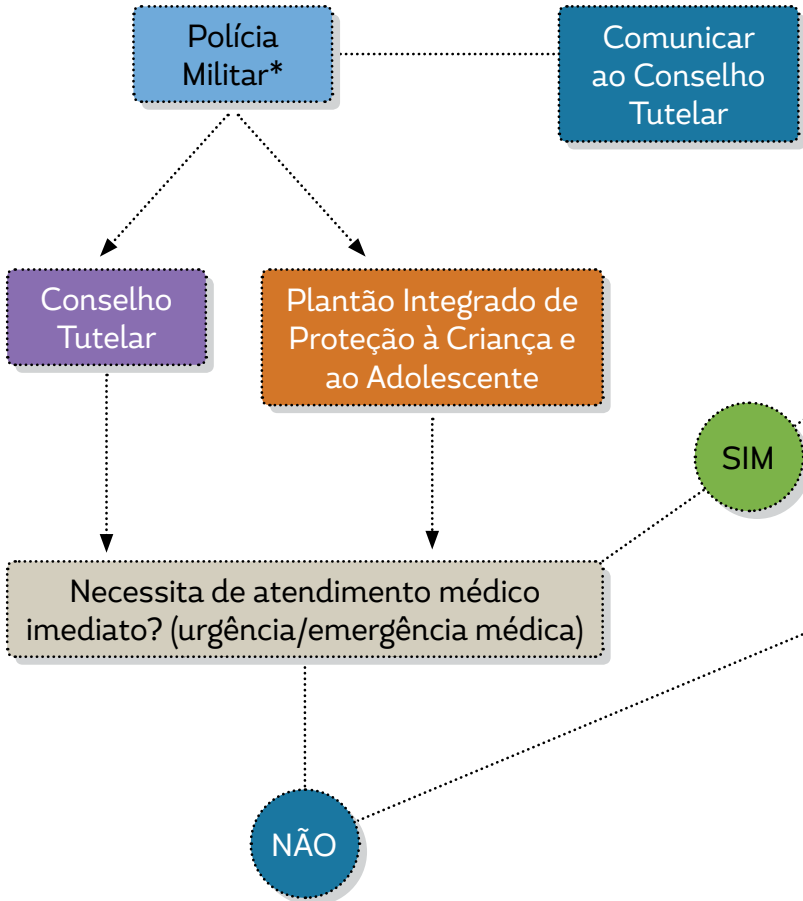 Polícia
Militar*
Comunicar
ao Conselho
Tutelar
Conselho
Tutelar
Plantão Integrado de
Proteção à Criança e
ao Adolescente
SIM
Necessita de atendimento médico
imediato? (urgência/emergência médica)
NÃO